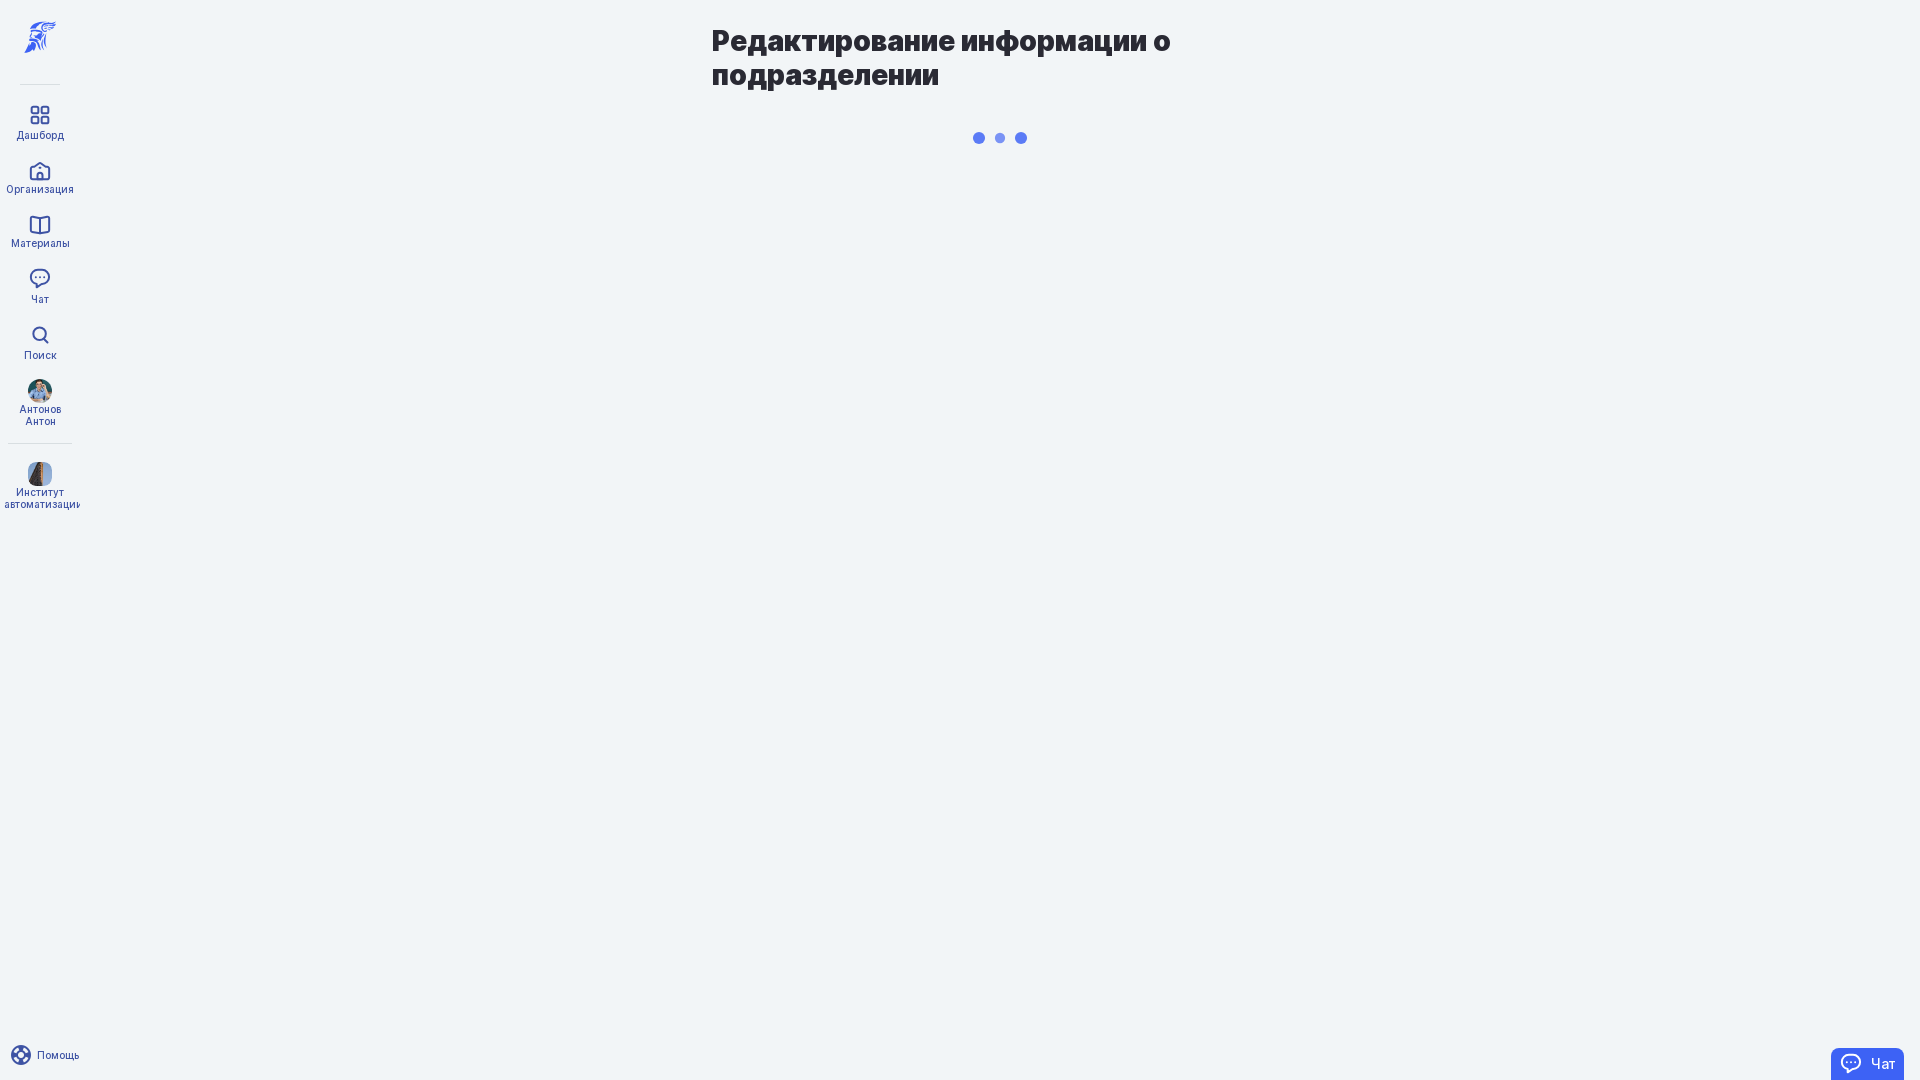 Редактирование информации о
подразделении
Дашборд
Организация
Материалы
Чат
Поиск
Антонов
Антон
Институт
автоматизации
Помощь
Чат